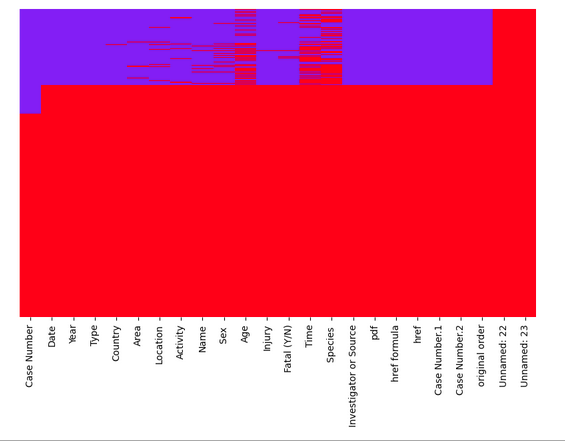 Case Number
Date
Year
Type
Country
Area
Location
Activity
Name
Sex
Age
Injury
Fatal (Y/N)
Time
Species
Investigator or Source
pdf
href formula
href
Case Number.1
Case Number.2
original order
Unnamed: 22
Unnamed: 23